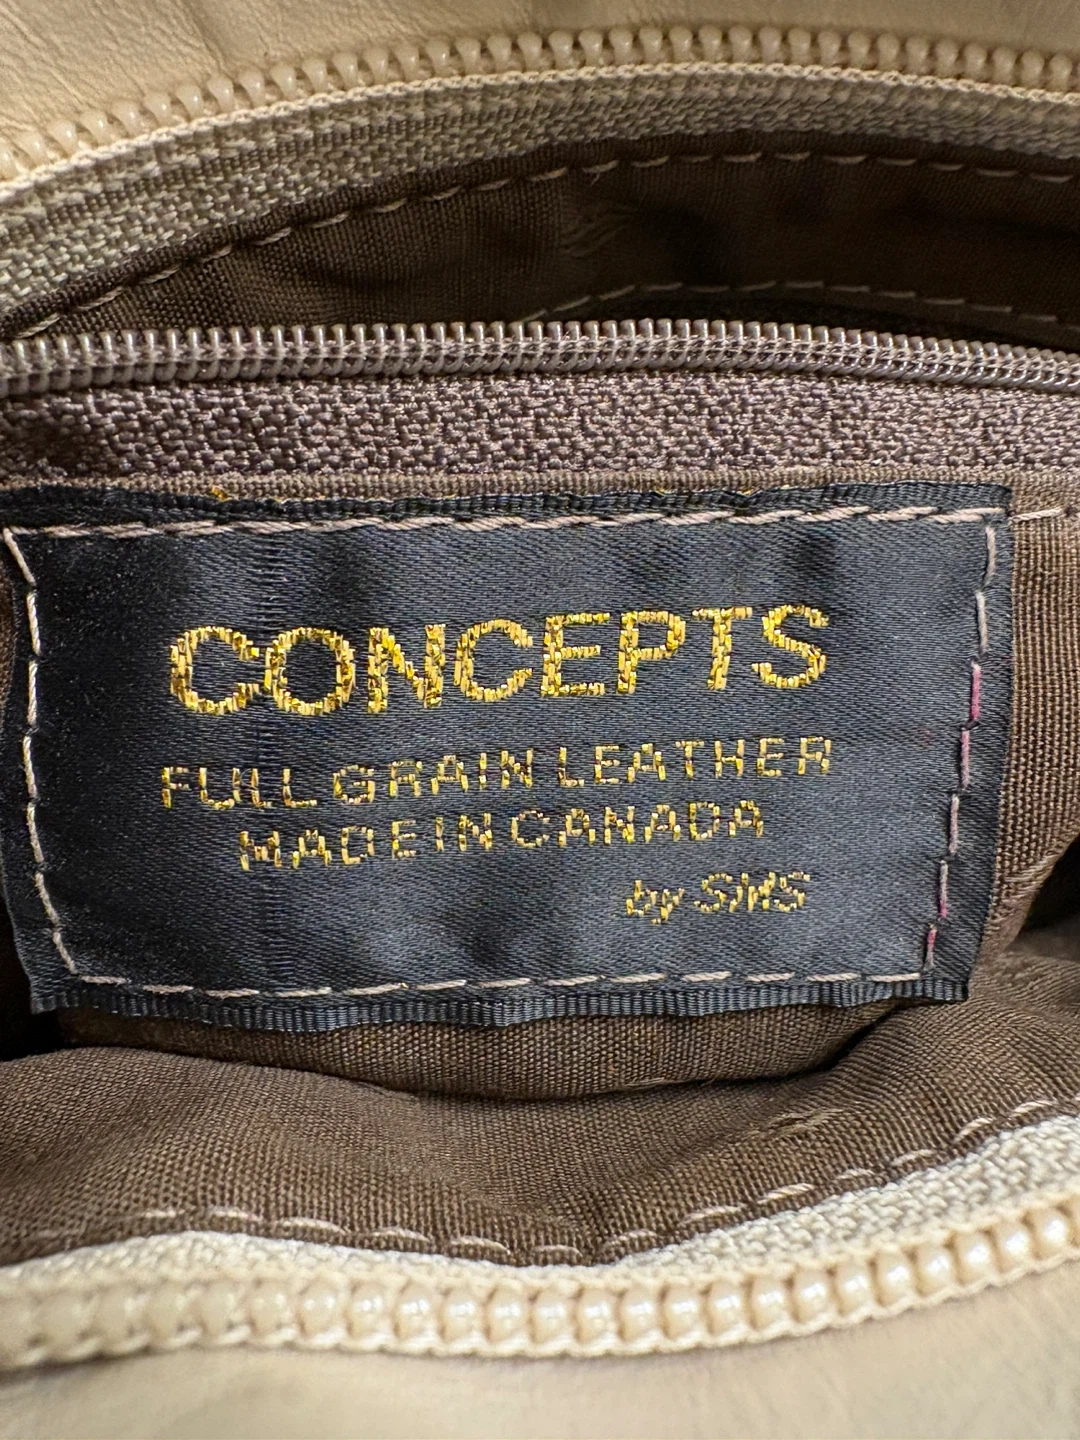 CONCEPTS
FULL GRAIN LEATHER
MADE IN CANADA
by SMS